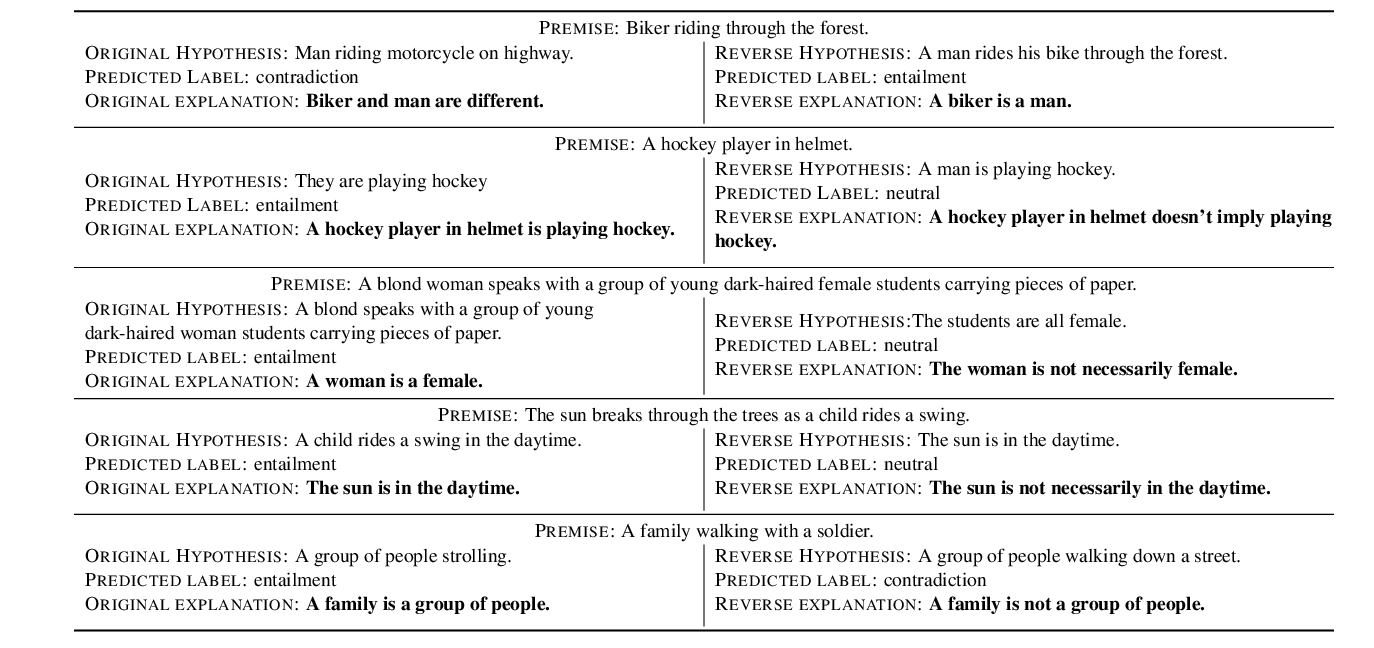 PREMISE: Biker riding through the forest.
ORIGINAL HYPOTHESIS: Man riding motorcycle on highway.
PREDICTED LABEL: contradiction
ORIGINAL EXPLANATION: Biker and man are different.
REVERSE HYPOTHESIS: A man rides his bike through the forest.
PREDICTED LABEL: entailment
REVERSE EXPLANATION: A biker is a man.
PREMISE: A hockey player in helmet.
ORIGINAL HYPOTHESIS: They are playing hockey
PREDICTED LABEL: entailment
ORIGINAL EXPLANATION: A hockey player in helmet is playing hockey.
REVERSE HYPOTHESIS: A man is playing hockey.
PREDICTED LABEL: neutral
REVERSE EXPLANATION: A hockey player in helmet doesn't imply playing
hockey.
PREMISE: A blond woman speaks with a group of young dark-haired female students carrying pieces of paper.
ORIGINAL HYPOTHESIS: A blond speaks with a group of young
dark-haired woman students carrying pieces of paper.
PREDICTED LABEL: entailment
ORIGINAL EXPLANATION: A woman is a female.
REVERSE HYPOTHESIS:The students are all female.
PREDICTED LABEL: neutral
REVERSE EXPLANATION: The woman is not necessarily female.
PREMISE: The sun breaks through the trees as a child rides a swing.
ORIGINAL HYPOTHESIS: A child rides a swing in the daytime.
PREDICTED LABEL: entailment
ORIGINAL EXPLANATION: The sun is in the daytime.
REVERSE HYPOTHESIS: The sun is in the daytime.
PREDICTED LABEL: neutral
REVERSE EXPLANATION: The sun is not necessarily in the daytime.
PREMISE: A family walking with a soldier.
ORIGINAL HYPOTHESIS: A group of people strolling.
PREDICTED LABEL: entailment
ORIGINAL EXPLANATION: A family is a group of people.
REVERSE HYPOTHESIS: A group of people walking down a street.
PREDICTED LABEL: contradiction
REVERSE EXPLANATION: A family is not a group of people.